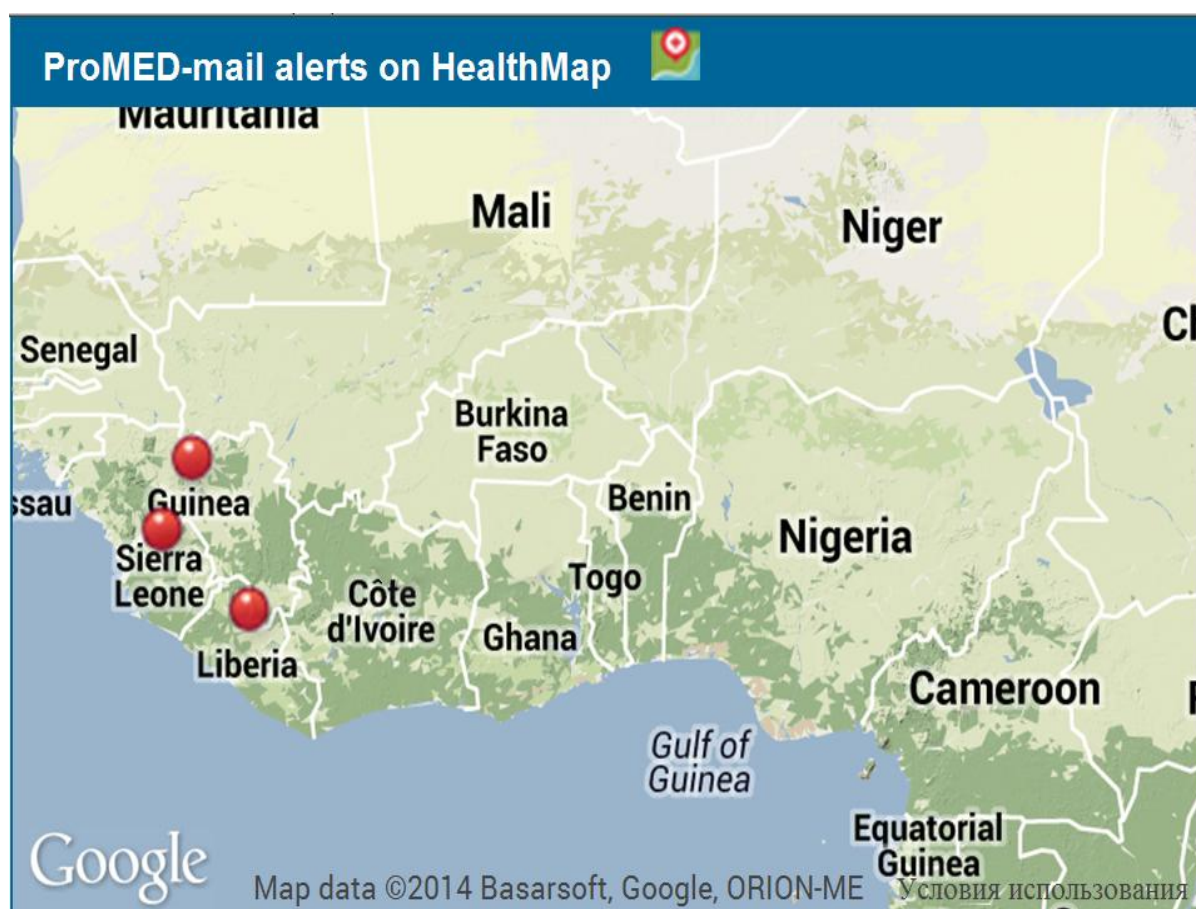 ProMED-mail alerts on HealthMap
Mauritania
Mali
Niger
Ch
Senegal
Burkina
Faso
Guinea
ssau
Benin
Nigeria
Sierra
Leone
Togo
Côte
d'Ivoire
Ghana
Liberia
Cameroon
Gulf of
Guinea
Equatorial
Guinea
Google
Map data ©2014 Basarsoft, Google, ORION-ME
Условия использования